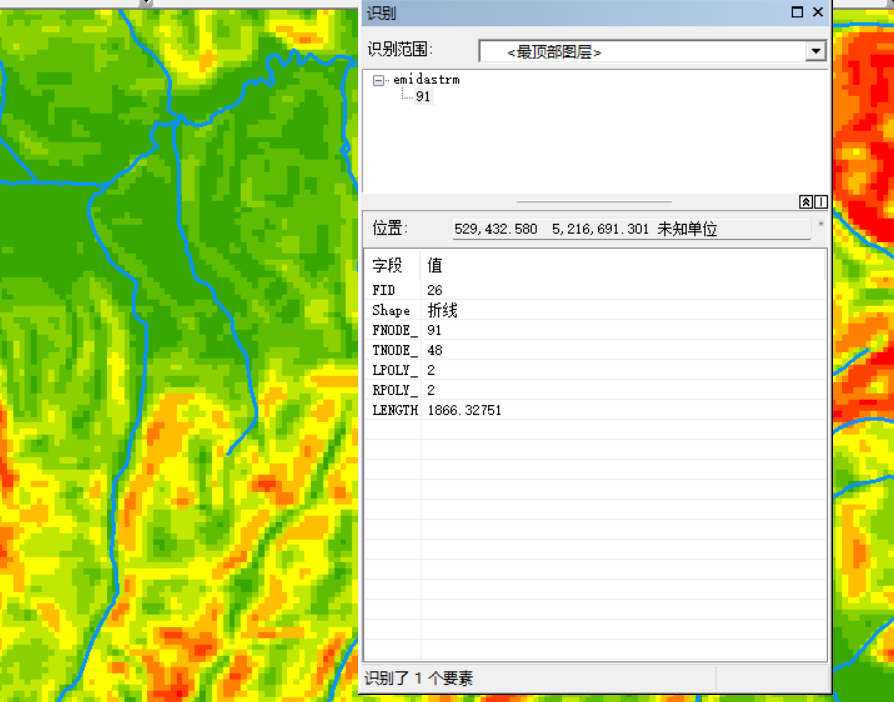 识别
识别范围: <最顶部图层>
emidastrm
91
位置: 529,432.580 5,216,691.301 未知单位
字段 值
FID 26
Shape 折线
FNODE_ 91
TNODE_ 48
LPOLY_ 2
RPOLY_ 2
LENGTH 1866.32751
识别了 1 个要素